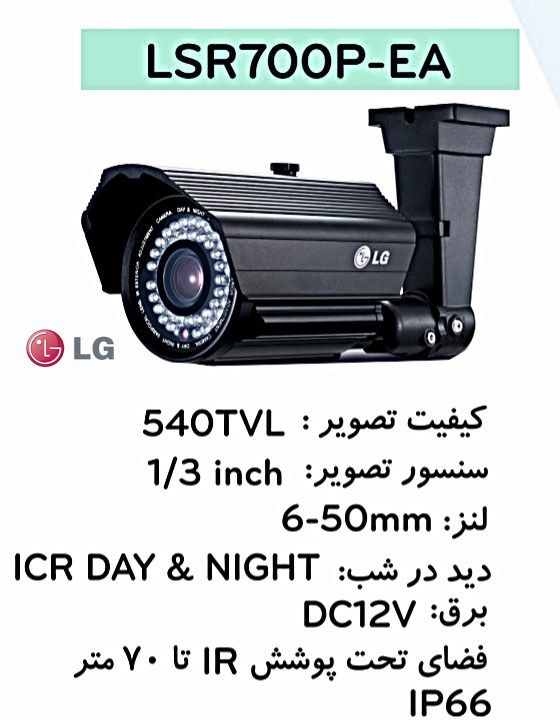 LSR700P-EA
LG
LG
کیفیت تصویر : 540TVL
سنسور تصویر: 1/3 inch
لنز: 6-50mm
دید در شب: ICR DAY & NIGHT
برق: DC12V
فضای تحت پوشش IR تا ۷۰ متر
IP66